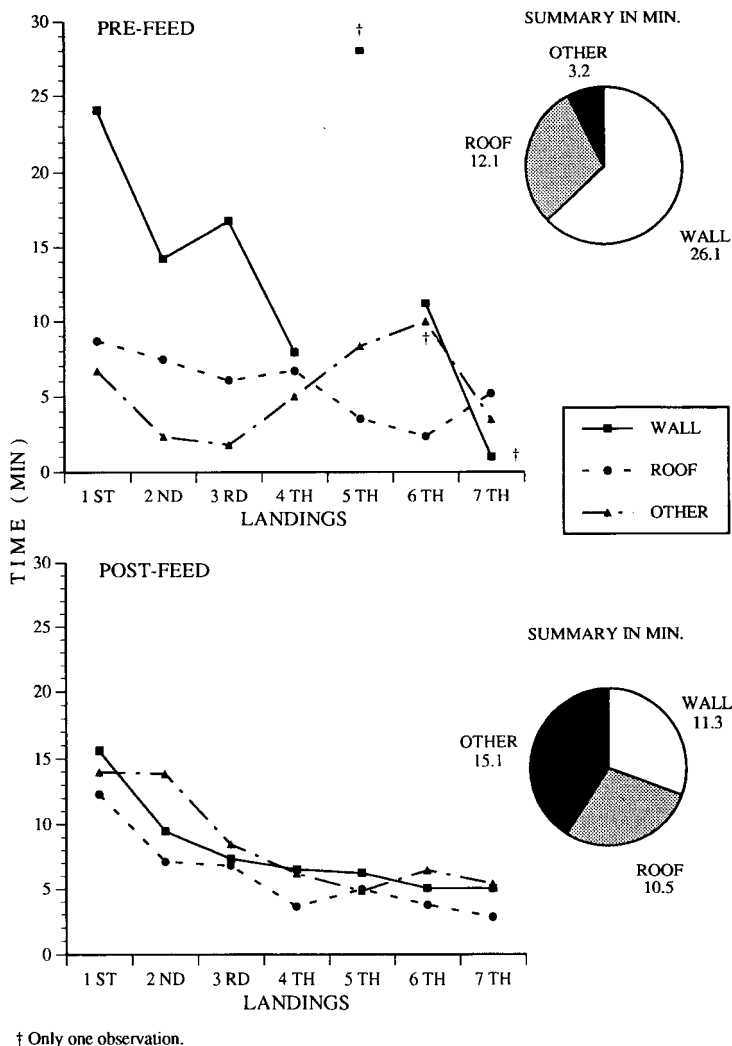 PRE-FEED
†
30
25
20
15
10
5
0
†
†
1 ST 2 ND 3 RD 4 TH 5 TH 6 TH 7 TH
LANDINGS
SUMMARY IN MIN.
OTHER
3.2
ROOF
12.1
WALL
26.1
WALL
ROOF
OTHER
TIME (MIN)
POST-FEED
30
25
20
15
10
5
0
1 ST 2 ND 3 RD 4 TH 5 TH 6 TH 7 TH
LANDINGS
SUMMARY IN MIN.
WALL
11.3
OTHER
15.1
ROOF
10.5
† Only one observation.